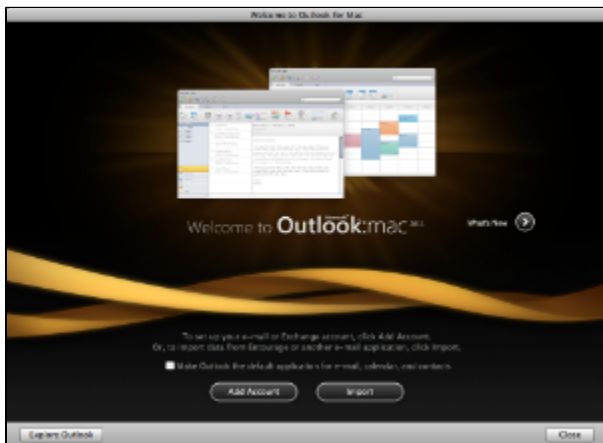 Welcome to Outlook for Mac
Welcome to Outlook:mac 2011
What's New
To set up your e-mail or Exchange account, click Add Account.
Or, to import data from Entourage or another e-mail application, click Import.
Make Outlook the default application for e-mail, calendar, and contacts.
Add Account
Import
Explore Outlook
Close